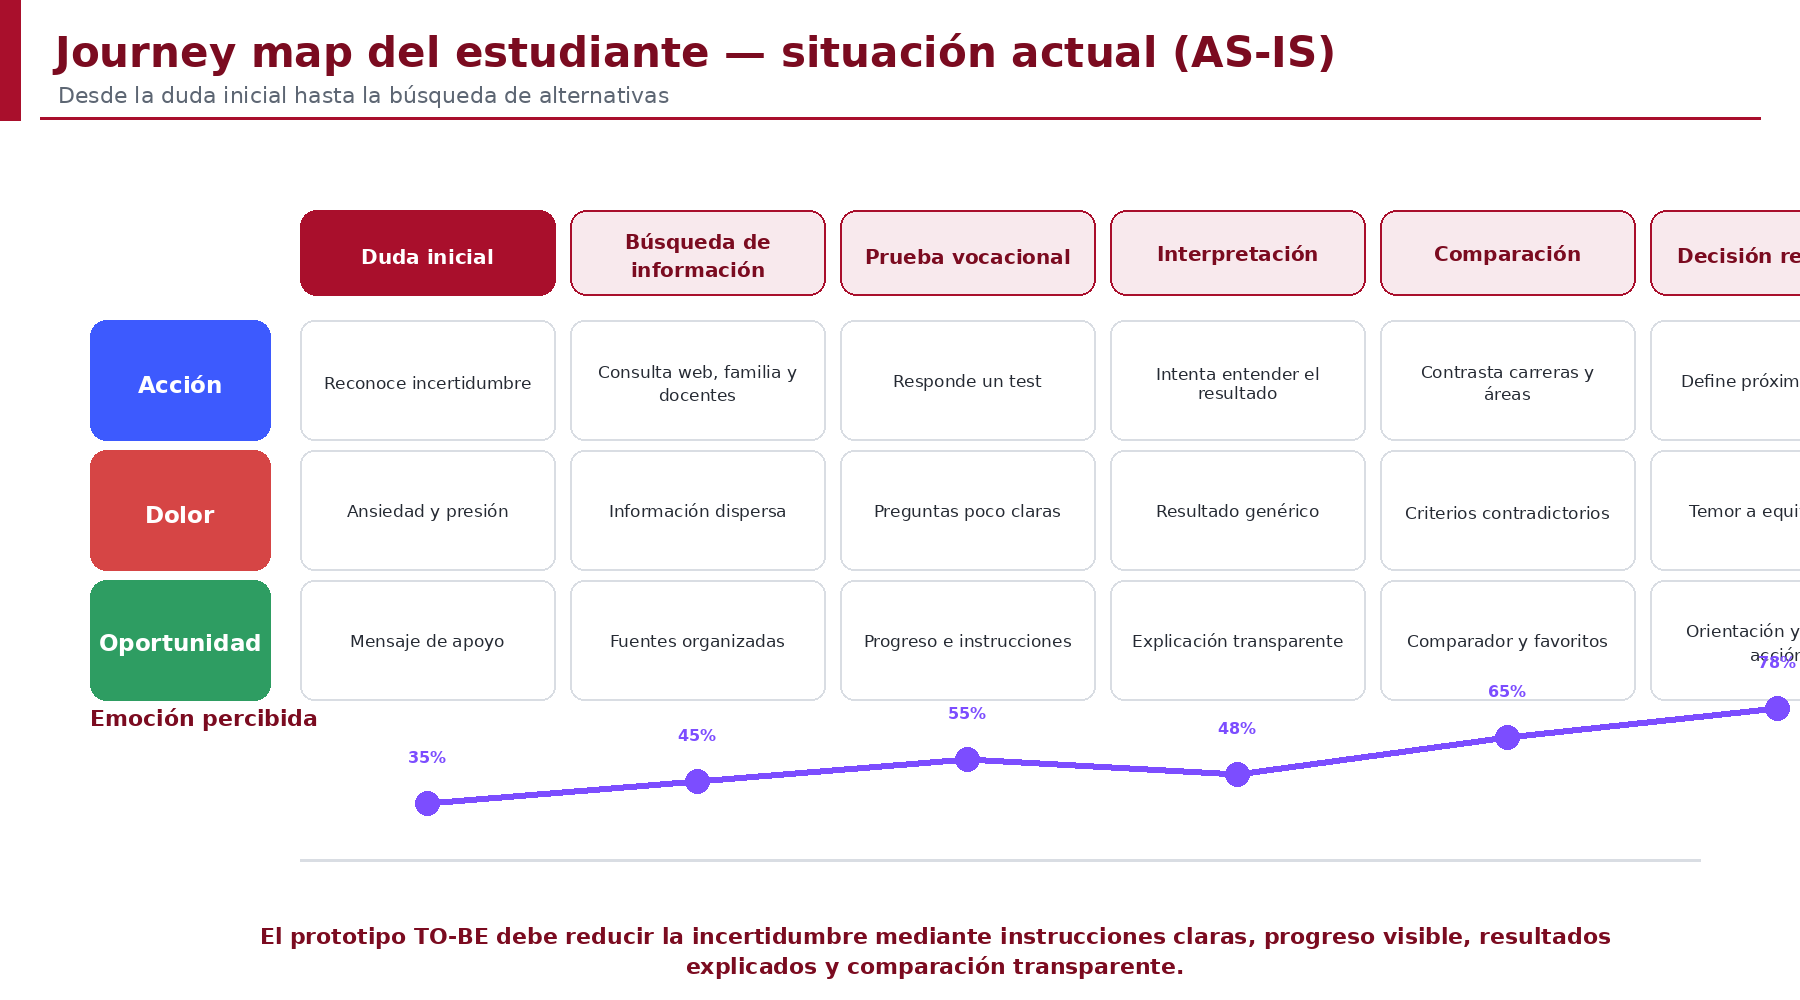 Journey map del estudiante — situación actual (AS-IS)
Desde la duda inicial hasta la búsqueda de alternativas
Duda inicial
Búsqueda de
información
Prueba vocacional
Interpretación
Comparación
Decisión
Acción
Reconoce incertidumbre
Consulta web, familia y
docentes
Responde un test
Intenta entender el
resultado
Contrasta carreras y
áreas
Define
Dolor
Ansiedad y presión
Información dispersa
Preguntas poco claras
Resultado genérico
Criterios contradictorios
Temor a
Oportunidad
Mensaje de apoyo
Fuentes organizadas
Progreso e instrucciones
Explicación transparente
Comparador y favoritos
Orientación y
acción
Emoción percibida
35%
45%
55%
48%
65%
78%
El prototipo TO-BE debe reducir la incertidumbre mediante instrucciones claras, progreso visible, resultados
explicados y comparación transparente.